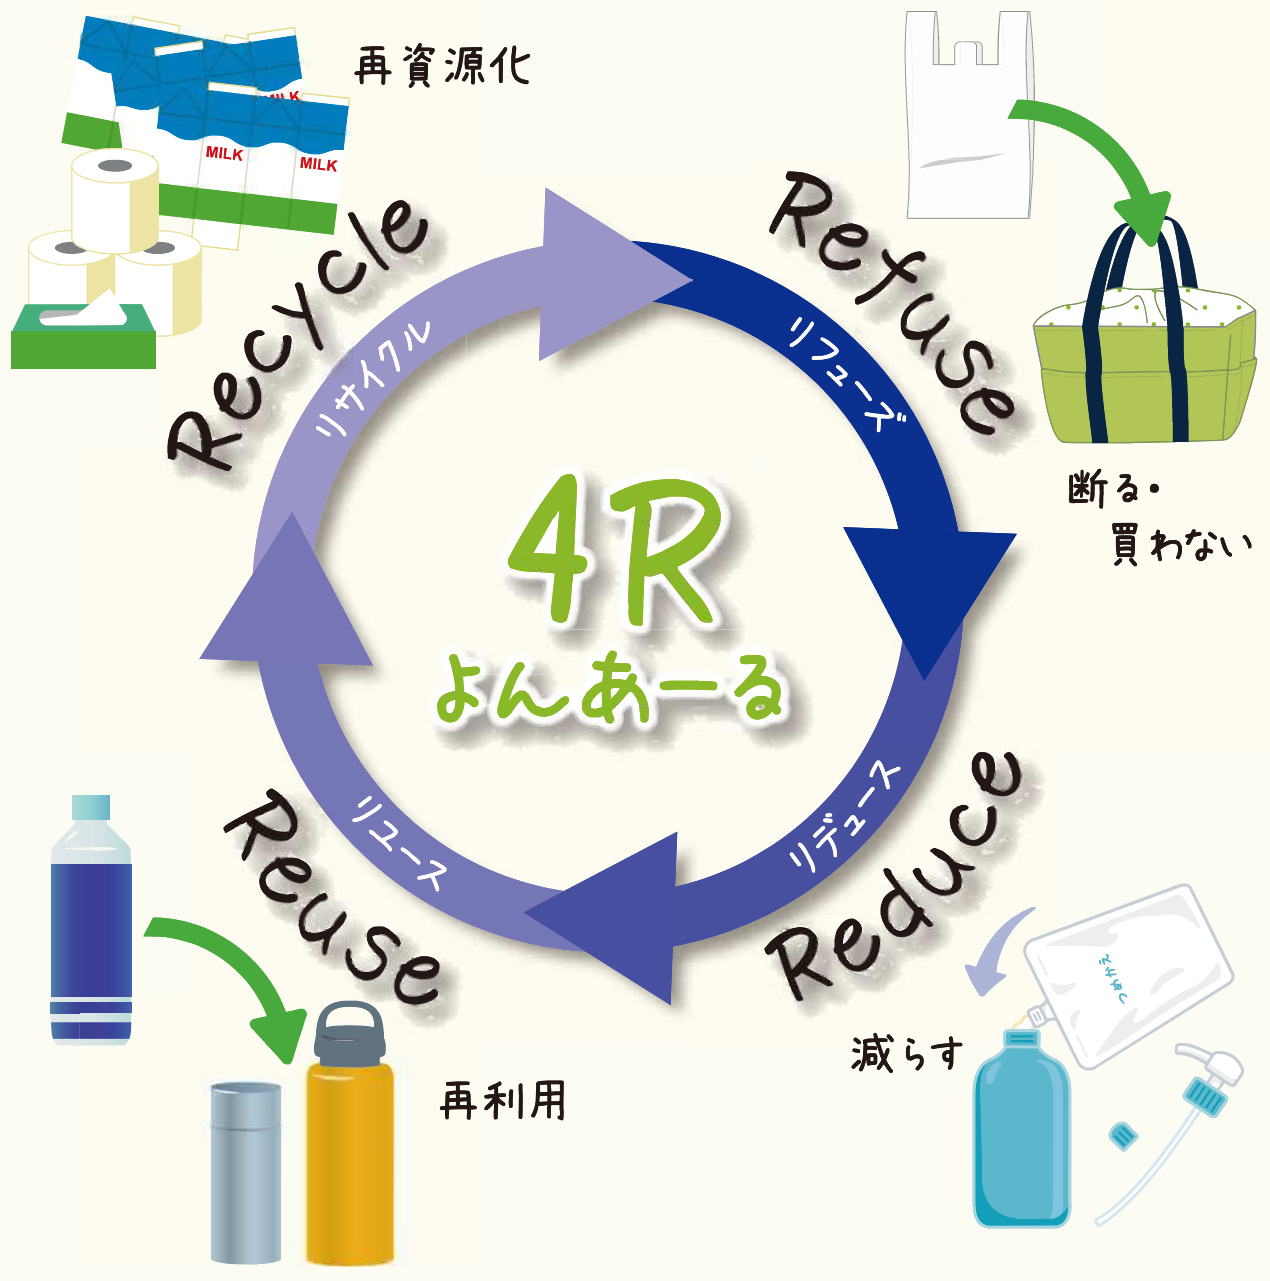 再資源化
MILK
MILK
MILK
Recycle
リサイクル
Refuse
リフューズ
断る・
買わない
4R
よんあーる
Reduce
リデュース
減らす
つめかえ
Reuse
リユース
再利用